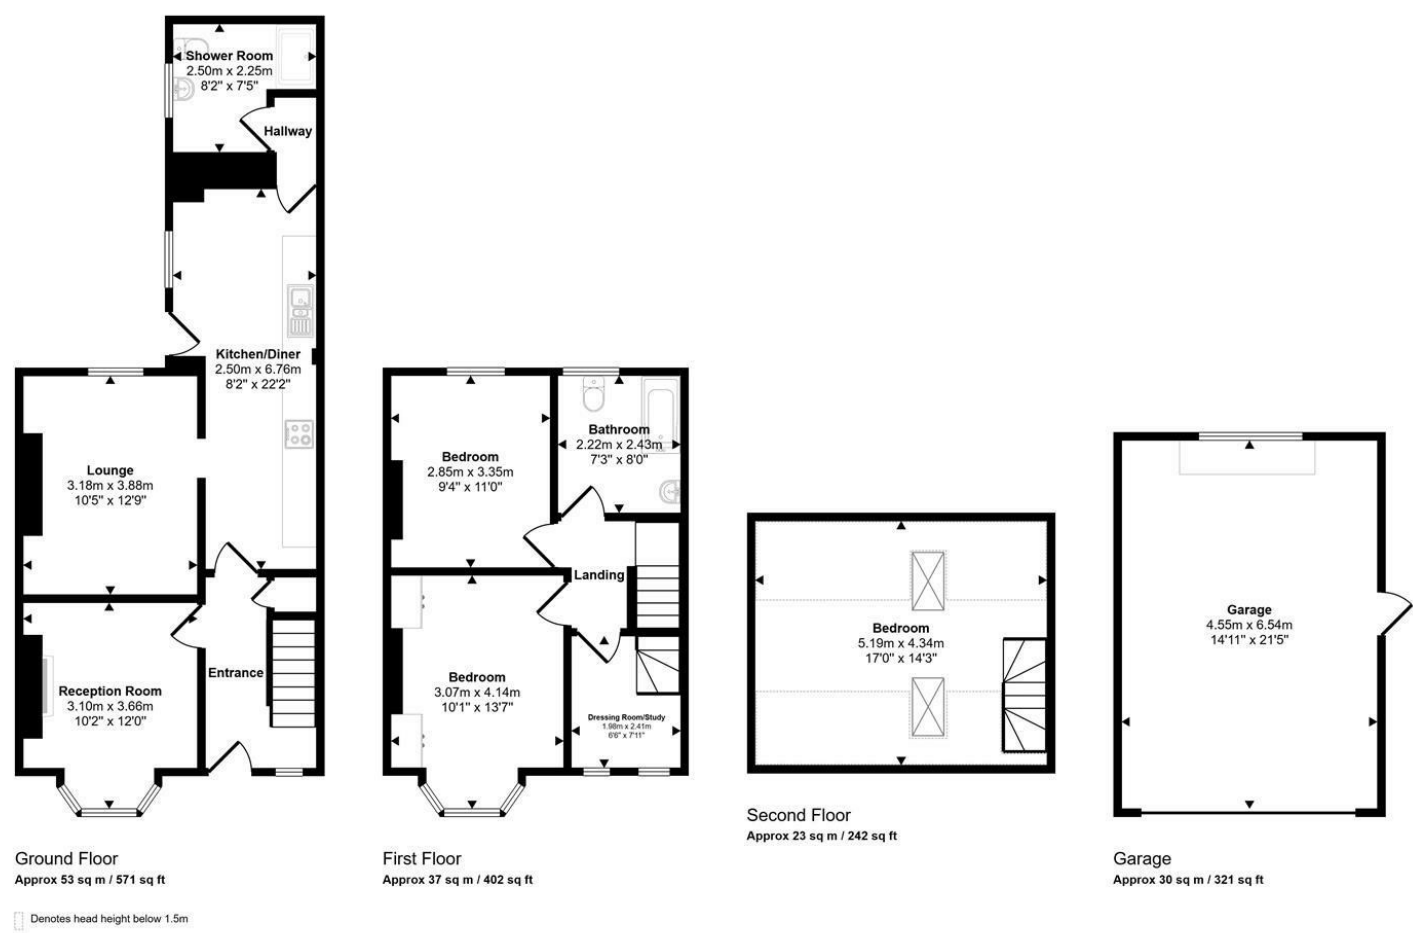 Shower Room
2.50m x 2.25m
8'2" x 7'5"
Hallway
Kitchen/Diner
2.50m x 6.76m
8'2" x 22'2"
Lounge
3.18m x 3.88m
10'5" x 12'9"
Reception Room
3.10m x 3.66m
10'2" x 12'0"
Entrance
Ground Floor
Approx 53 sq m / 571 sq ft
Denotes head height below 1.5m
Bedroom
2.85m x 3.35m
9'4" x 11'0"
Bathroom
2.22m x 2.43m
7'3" x 8'0"
Landing
Bedroom
3.07m x 4.14m
10'1" x 13'7"
Dressing Room/Study
1.98m x 2.41m
6'6" x 7'11"
First Floor
Approx 37 sq m / 402 sq ft
Bedroom
5.19m x 4.34m
17'0" x 14'3"
Second Floor
Approx 23 sq m / 242 sq ft
Garage
4.55m x 6.54m
14'11" x 21'5"
Garage
Approx 30 sq m / 321 sq ft